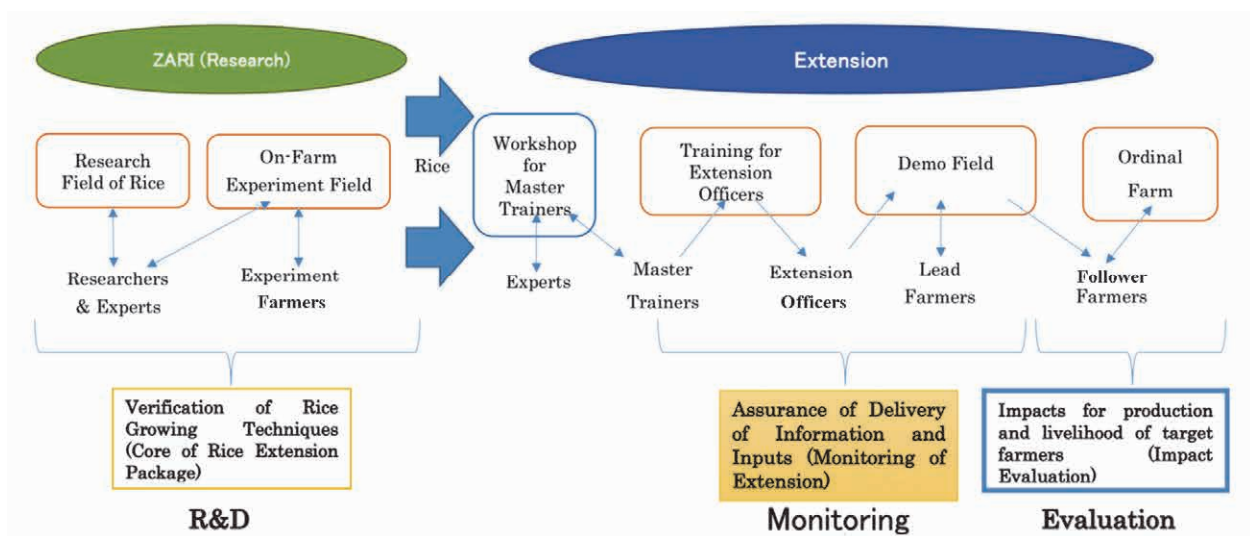 ZARI (Research)
Extension
Research
Field of Rice
On-Farm
Experiment Field
Rice
Workshop
for
Master
Trainers
Training for
Extension
Officers
Demo Field
Ordinal
Farm
Researchers
& Experts
Experiment
Farmers
Experts
Master
Trainers
Extension
Officers
Lead
Farmers
Follower
Farmers
Verification of Rice
Growing Techniques
(Core of Rice Extension
Package)
Assurance of Delivery
of Information and
Inputs (Monitoring of
Extension)
Impacts for production
and livelihood of target
farmers (Impact
Evaluation)
R&D
Monitoring
Evaluation